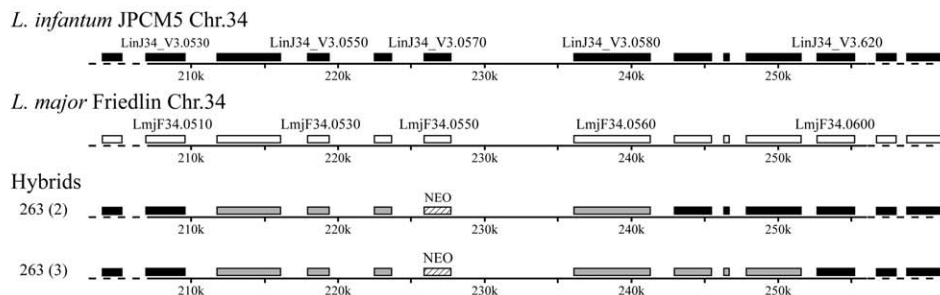 L. infantum JPCM5 Chr.34
LinJ34_V3.0530 LinJ34_V3.0550 LinJ34_V3.0570 LinJ34_V3.0580 LinJ34_V3.620
210k 220k 230k 240k 250k
L. major Friedlin Chr.34
LmjF34.0510 LmjF34.0530 LmjF34.0550 LmjF34.0560 LmjF34.0600
210k 220k 230k 240k 250k
Hybrids
NEO
263 (2)
210k 220k 230k 240k 250k
NEO
263 (3)
210k 220k 230k 240k 250k